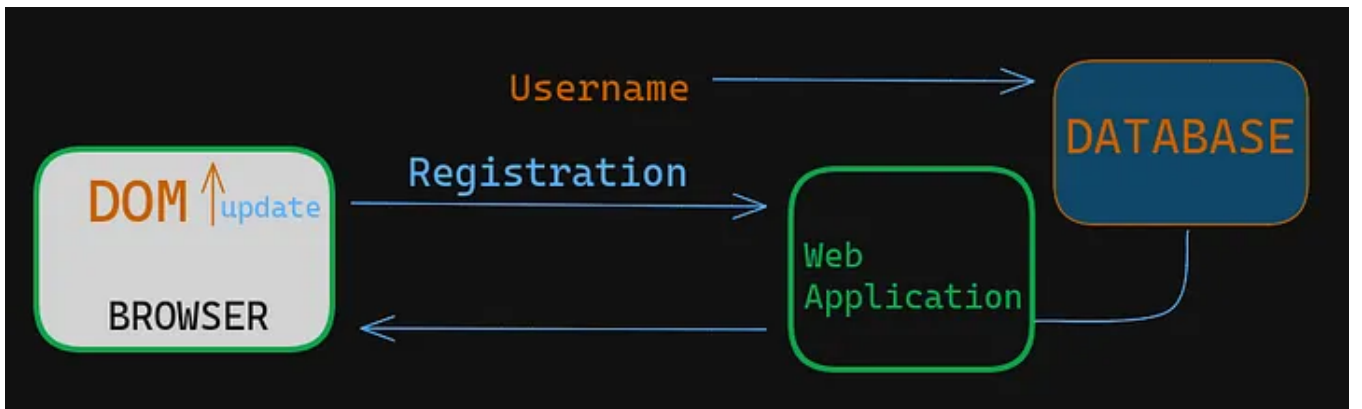 Username
DATABASE
Registration
DOM
update
Web
Application
BROWSER